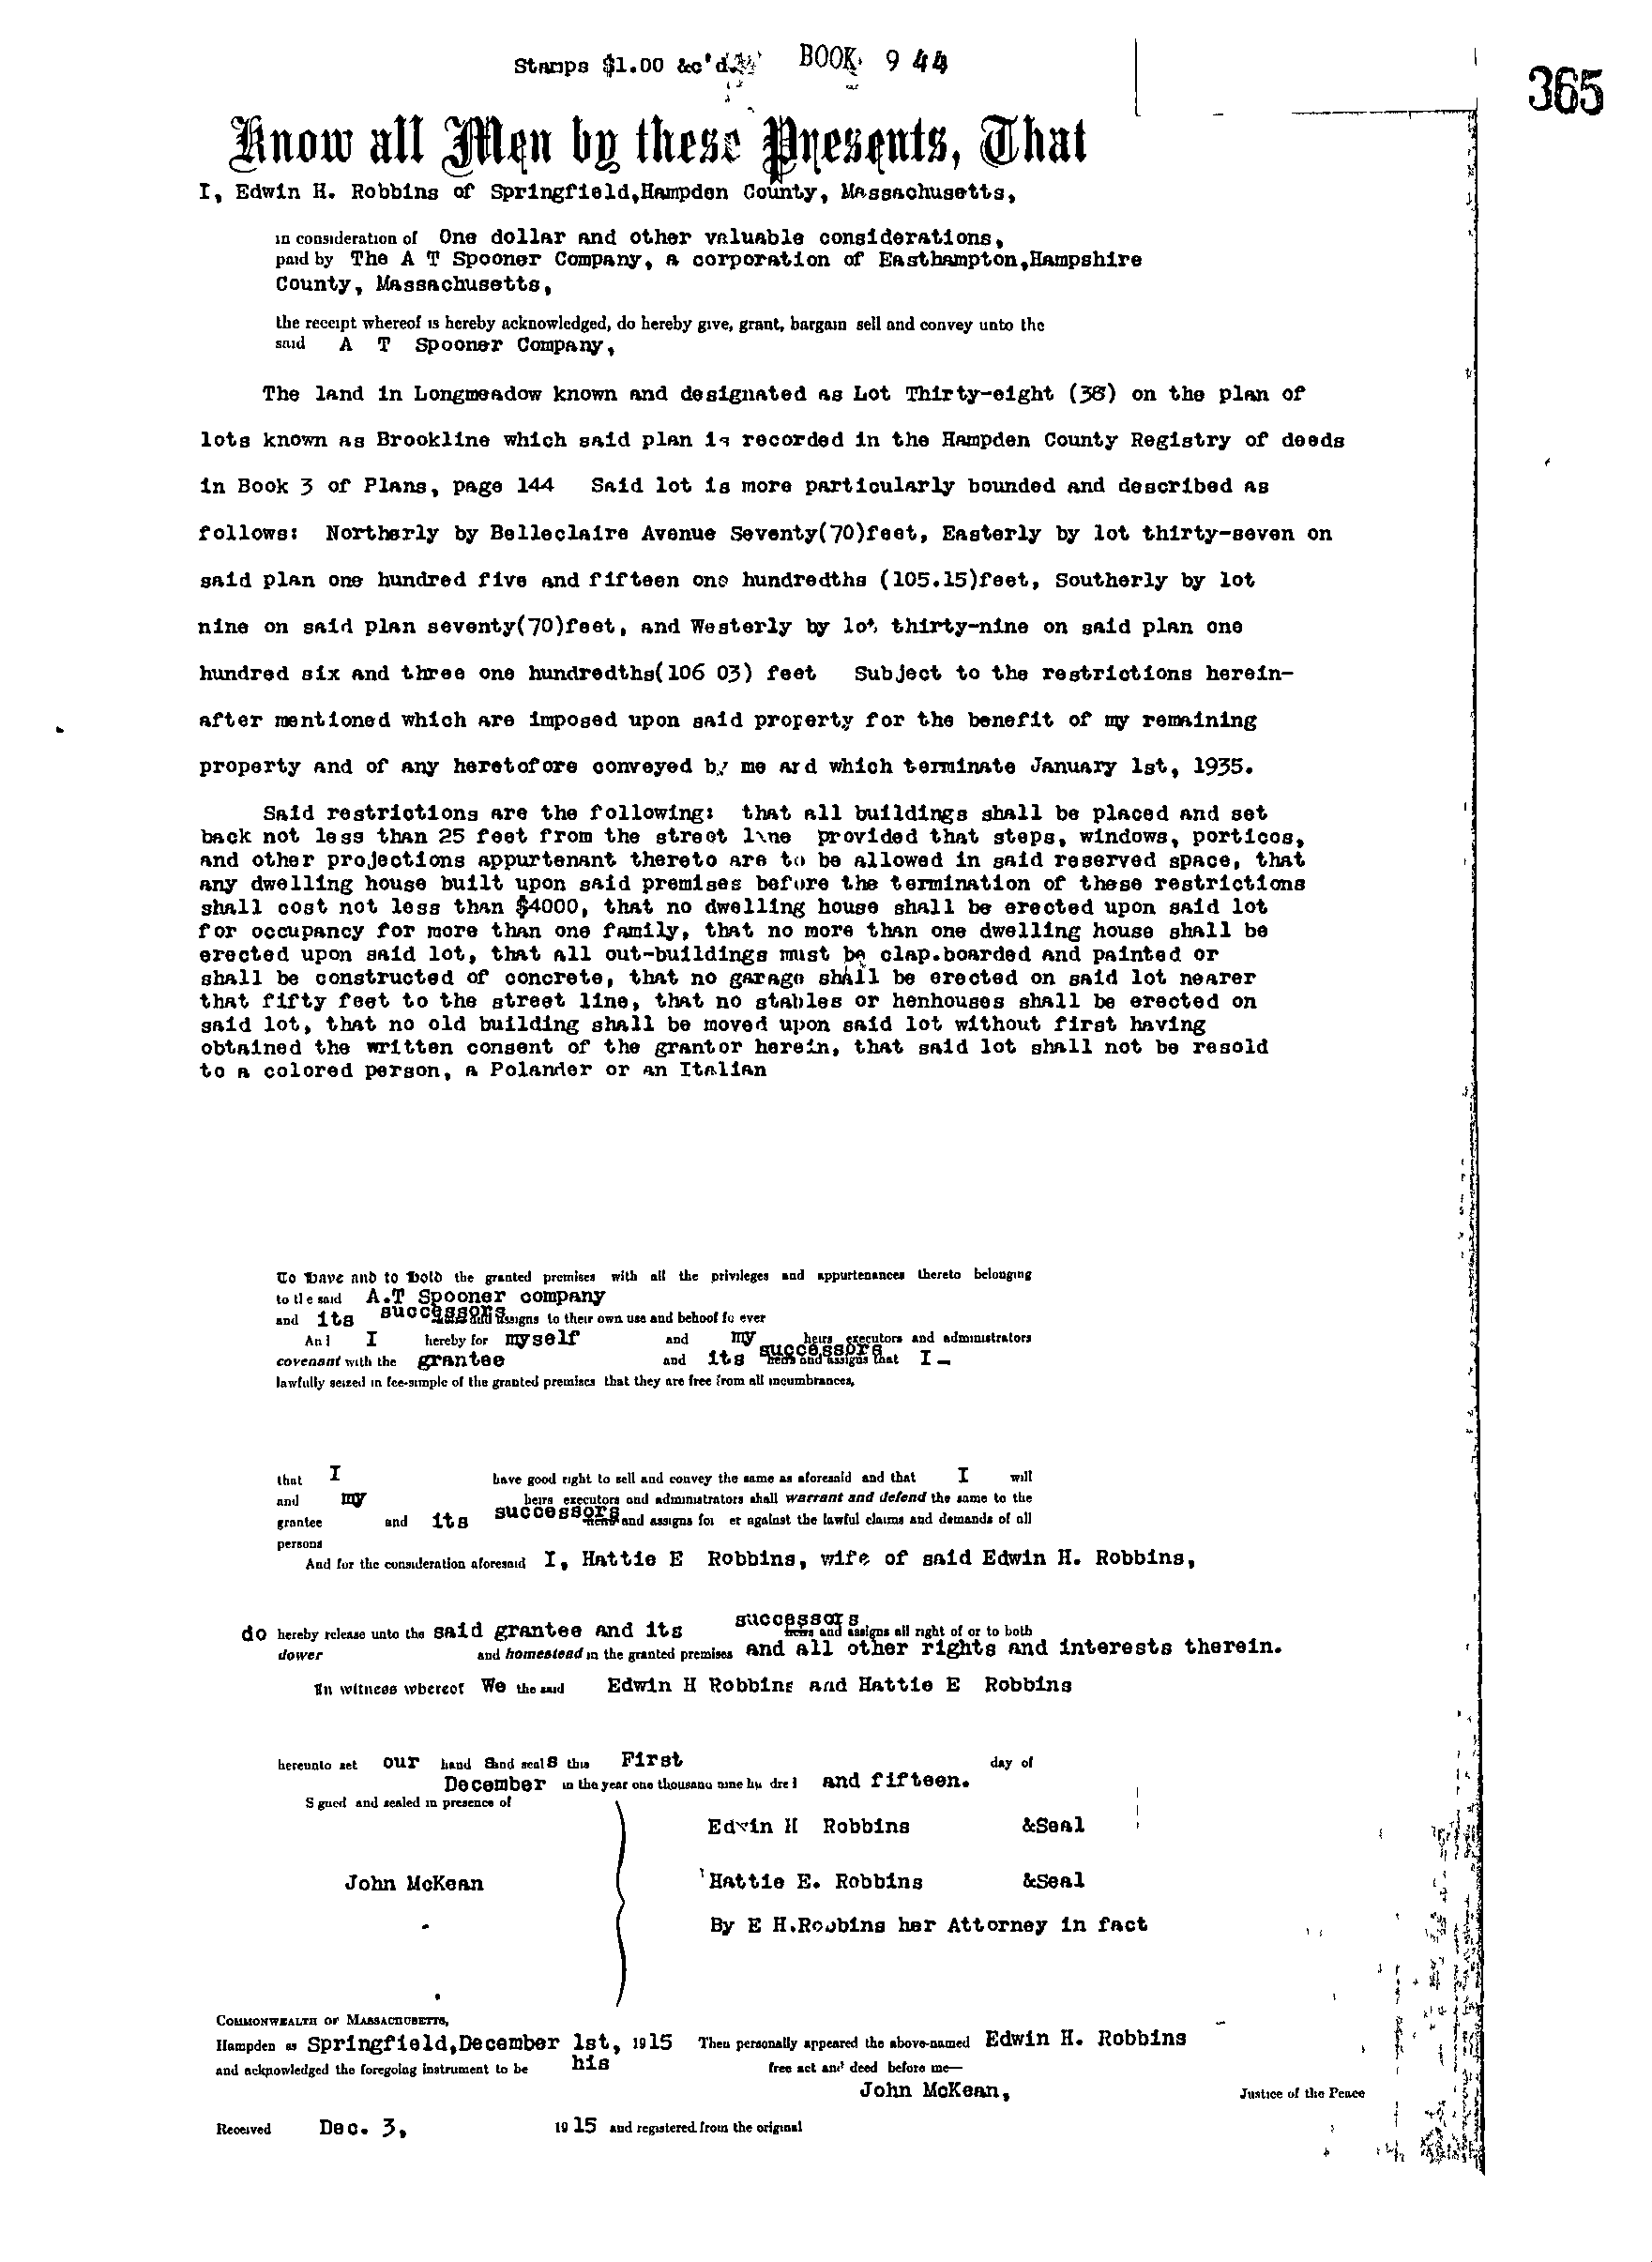 Stamps $1.00 &c'd. BOOK 944
365
Know all Men by these Presents, That
I, Edwin H. Robbins of Springfield,Hampden County, Massachusetts,
in consideration of One dollar and other valuable considerations,
paid by The A T Spooner Company, a corporation of Easthampton,Hampshire
County, Massachusetts,
the receipt whereof is hereby acknowledged, do hereby give, grant, bargain sell and convey unto the
said A T Spooner Company,
The land in Longmeadow known and designated as Lot Thirty-eight (38) on the plan of
lots known as Brookline which said plan is recorded in the Hampden County Registry of deeds
in Book 3 of Plans, page 144 Said lot is more particularly bounded and described as
follows: Northerly by Belleclaire Avenue Seventy(70)feet, Easterly by lot thirty-seven on
said plan one hundred five and fifteen one hundredths (105.15)feet, Southerly by lot
nine on said plan seventy(70)feet, and Westerly by lot thirty-nine on said plan one
hundred six and three one hundredths(106 03) feet Subject to the restrictions herein-
after mentioned which are imposed upon said property for the benefit of my remaining
property and of any heretofore conveyed by me and which terminate January 1st, 1935.
Said restrictions are the following: that all buildings shall be placed and set
back not less than 25 feet from the street line provided that steps, windows, porticos,
and other projections appurtenant thereto are to be allowed in said reserved space, that
any dwelling house built upon said premises before the termination of these restrictions
shall cost not less than $4000, that no dwelling house shall be erected upon said lot
for occupancy for more than one family, that no more than one dwelling house shall be
erected upon said lot, that all out-buildings must be clap.boarded and painted or
shall be constructed of concrete, that no garage shall be erected on said lot nearer
that fifty feet to the street line, that no stables or henhouses shall be erected on
said lot, that no old building shall be moved upon said lot without first having
obtained the written consent of the grantor herein, that said lot shall not be resold
to a colored person, a Polander or an Italian
To have and to hold the granted premises with all the privileges and appurtenances thereto belonging
to the said A.T Spooner company
and its successors and assigns to their own use and behoof fo ever
And I hereby for myself and my heirs executors and administrators
covenant with the grantee and its successors heirs and assigns that I -
lawfully seized in fee-simple of the granted premises that they are free from all incumbrances,
that I have good right to sell and convey the same as aforesaid and that I will
and my heirs executors and administrators shall warrant and defend the same to the
grantee and its successors heirs and assigns for er against the lawful claims and demands of all
persons
And for the consideration aforesaid I, Hattie E Robbins, wife of said Edwin H. Robbins,
do hereby release unto the said grantee and its successors heirs and assigns all right of or to both
dower and homestead in the granted premises and all other rights and interests therein.
In witness whereof We the said Edwin H Robbins and Hattie E Robbins
hereunto set our hand and seals this First day of
December in the year one thousand nine hundred and fifteen.
Signed and sealed in presence of
Edwin H Robbins &Seal
John McKean Hattie E. Robbins &Seal
By E H.Robbins her Attorney in fact
COMMONWEALTH OF MASSACHUSETTS,
Hampden ss Springfield,December 1st, 1915 Then personally appeared the above-named Edwin H. Robbins
and acknowledged the foregoing instrument to be his free act and deed before me—
John McKean, Justice of the Peace
Received Dec. 3, 1915 and registered from the original